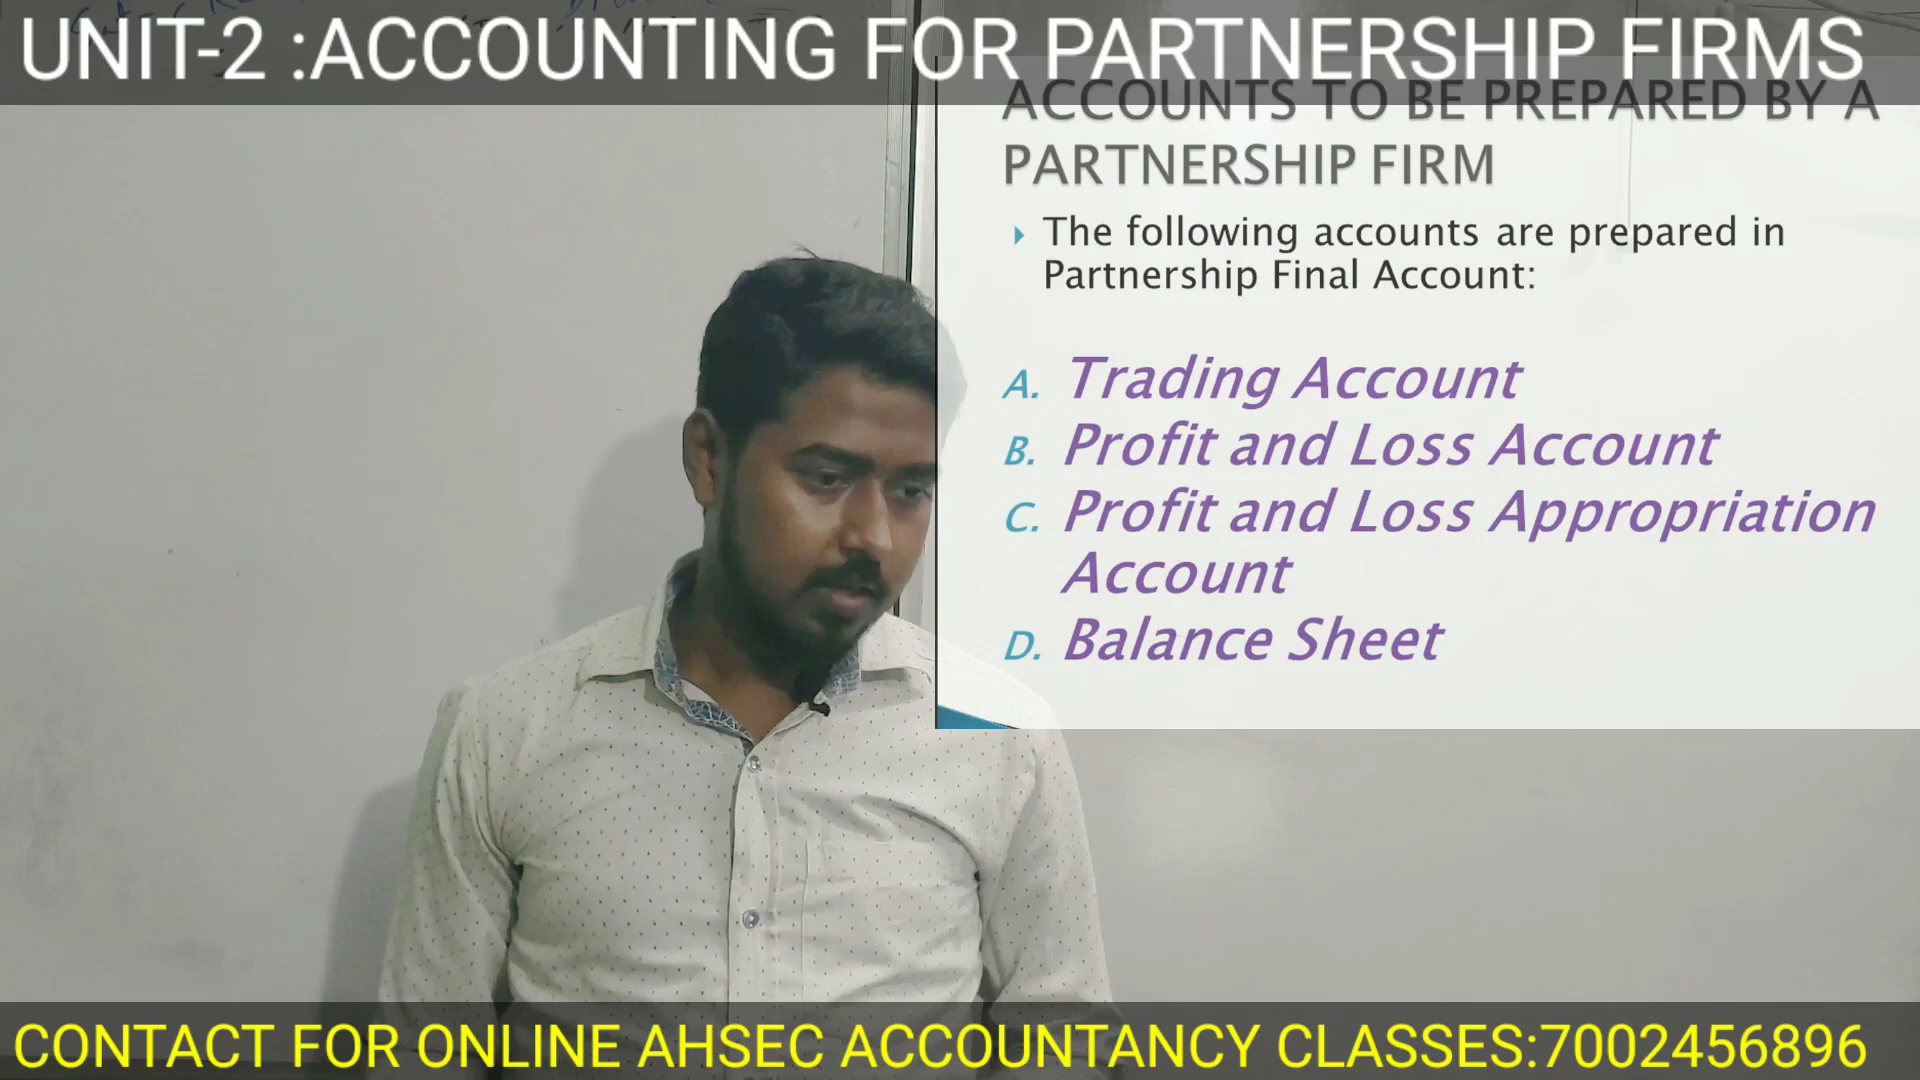 UNIT-2 :ACCOUNTING FOR PARTNERSHIP FIRMS
ACCOUNTS TO BE PREPARED BY A
PARTNERSHIP FIRM
The following accounts are prepared in
Partnership Final Account:
A. Trading Account
B. Profit and Loss Account
C. Profit and Loss Appropriation
Account
D. Balance Sheet
CONTACT FOR ONLINE AHSEC ACCOUNTANCY CLASSES:7002456896